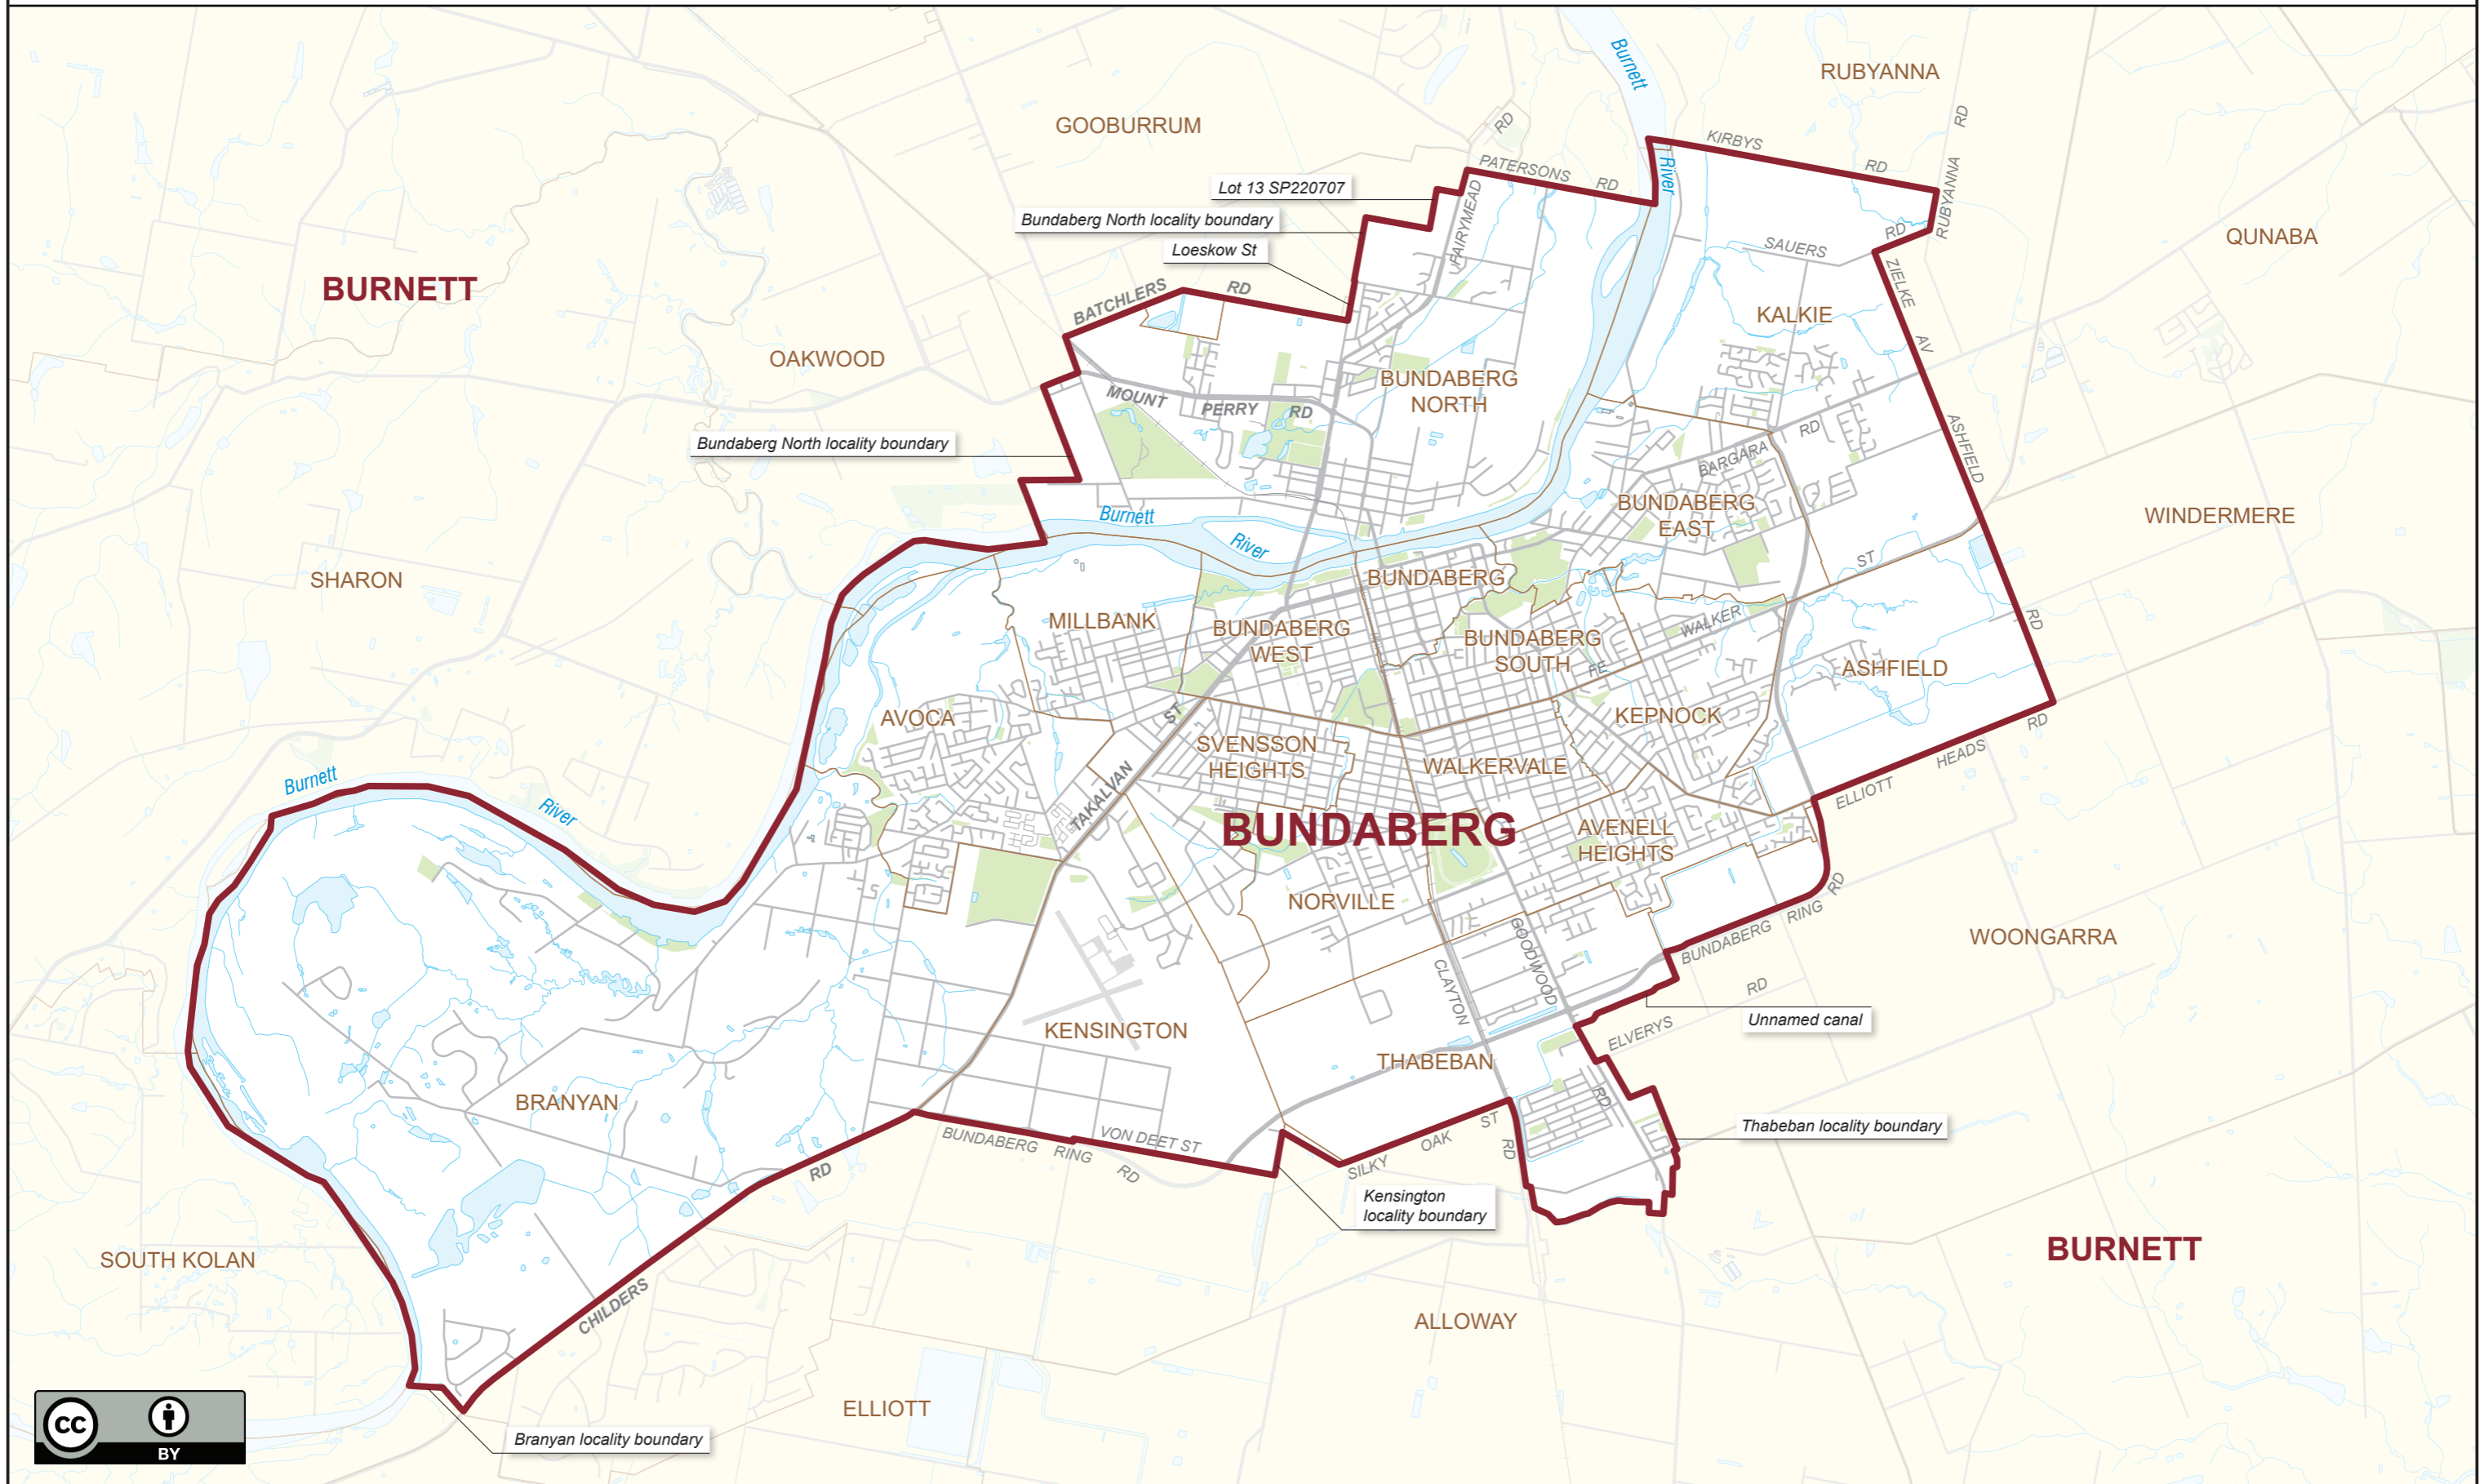 Burnett
River
RUBYANNA
GOOBURRUM
RD
KIRBYS
RD
RUBYANNA
RD
PATERSONS
RD
Lot 13 SP220707
Bundaberg North locality boundary
Loeskow St
FAIRYMEAD
QUNABA
SAUERS
RD
ZIELKE
AV
BURNETT
BATCHLERS
RD
KALKIE
OAKWOOD
BUNDABERG
NORTH
MOUNT
PERRY
RD
Bundaberg North locality boundary
BARGARA
RD
ASHFIELD
RD
BUNDABERG
EAST
WINDERMERE
Burnett
River
SHARON
BUNDABERG
ST
MILLBANK
BUNDABERG
WEST
BUNDABERG
SOUTH
WALKER
FE
ASHFIELD
AVOCA
ST
TAKALVAN
KEPNOCK
SVENSSON
HEIGHTS
WALKERVALE
ELLIOTT
HEADS
RD
Burnett
River
BUNDABERG
AVENELL
HEIGHTS
NORVILLE
BUNDABERG
RING
RD
WOONGARRA
CLAYTON
GOODWOOD
RD
Unnamed canal
ELVERYS
KENSINGTON
THABEBAN
RD
BRANYAN
Thabeban locality boundary
BUNDABERG
RING
RD
VON DEET ST
SILKY
OAK
ST
RD
RD
Kensington
locality boundary
CHILDERS
SOUTH KOLAN
BURNETT
ALLOWAY
ELLIOTT
Branyan locality boundary
cc
BY